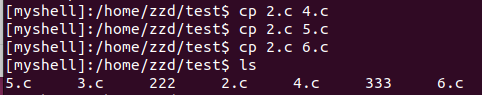 [myshell]:/home/zzd/test$ cp 2.c 4.c
[myshell]:/home/zzd/test$ cp 2.c 5.c
[myshell]:/home/zzd/test$ cp 2.c 6.c
[myshell]:/home/zzd/test$ ls
5.c 3.c 222 2.c 4.c 333 6.c